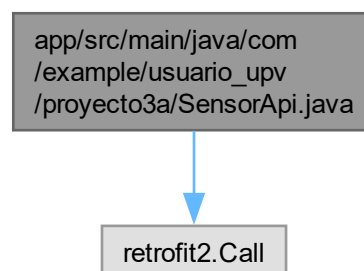 app/src/main/java/com
/example/usuario_upv
/proyecto3a/SensorApi.java
retrofit2.Call